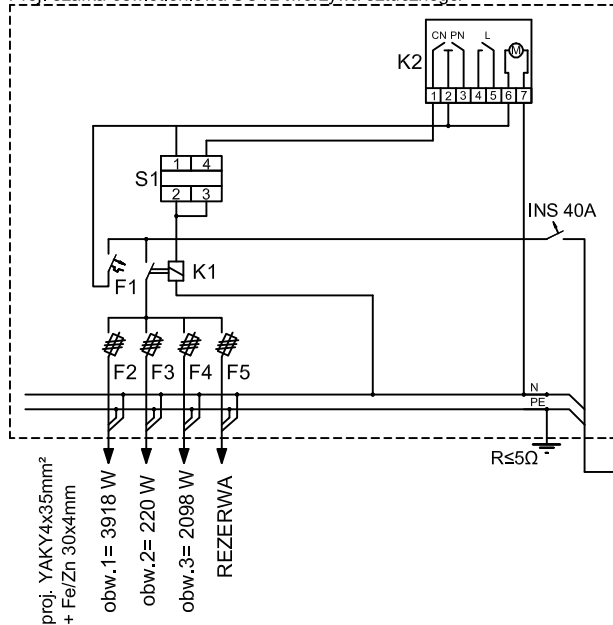 K2
CN PN L M
1 2 3 4 5 6 7
S1
1 4
2 3
INS 40A
F1
K1
F2 F3 F4 F5
N
PE
R≤5Ω
proj. YAKY4x35mm²
+ Fe/Zn 30x4mm
obw.1= 3918 W
obw.2= 220 W
obw.3= 2098 W
REZERWA